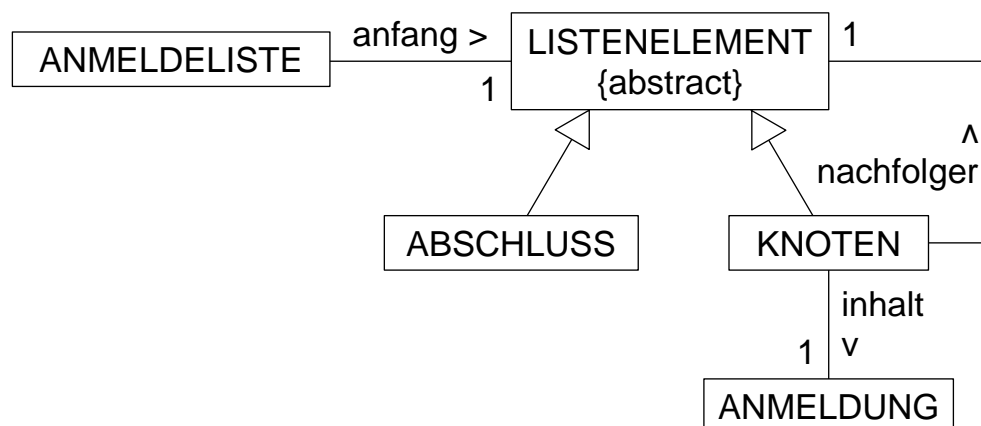 anfang >
ANMELDELISTE
1
LISTENELEMENT
{abstract}
1
ʌ
nachfolger
ABSCHLUSS
KNOTEN
inhalt
v
1
ANMELDUNG